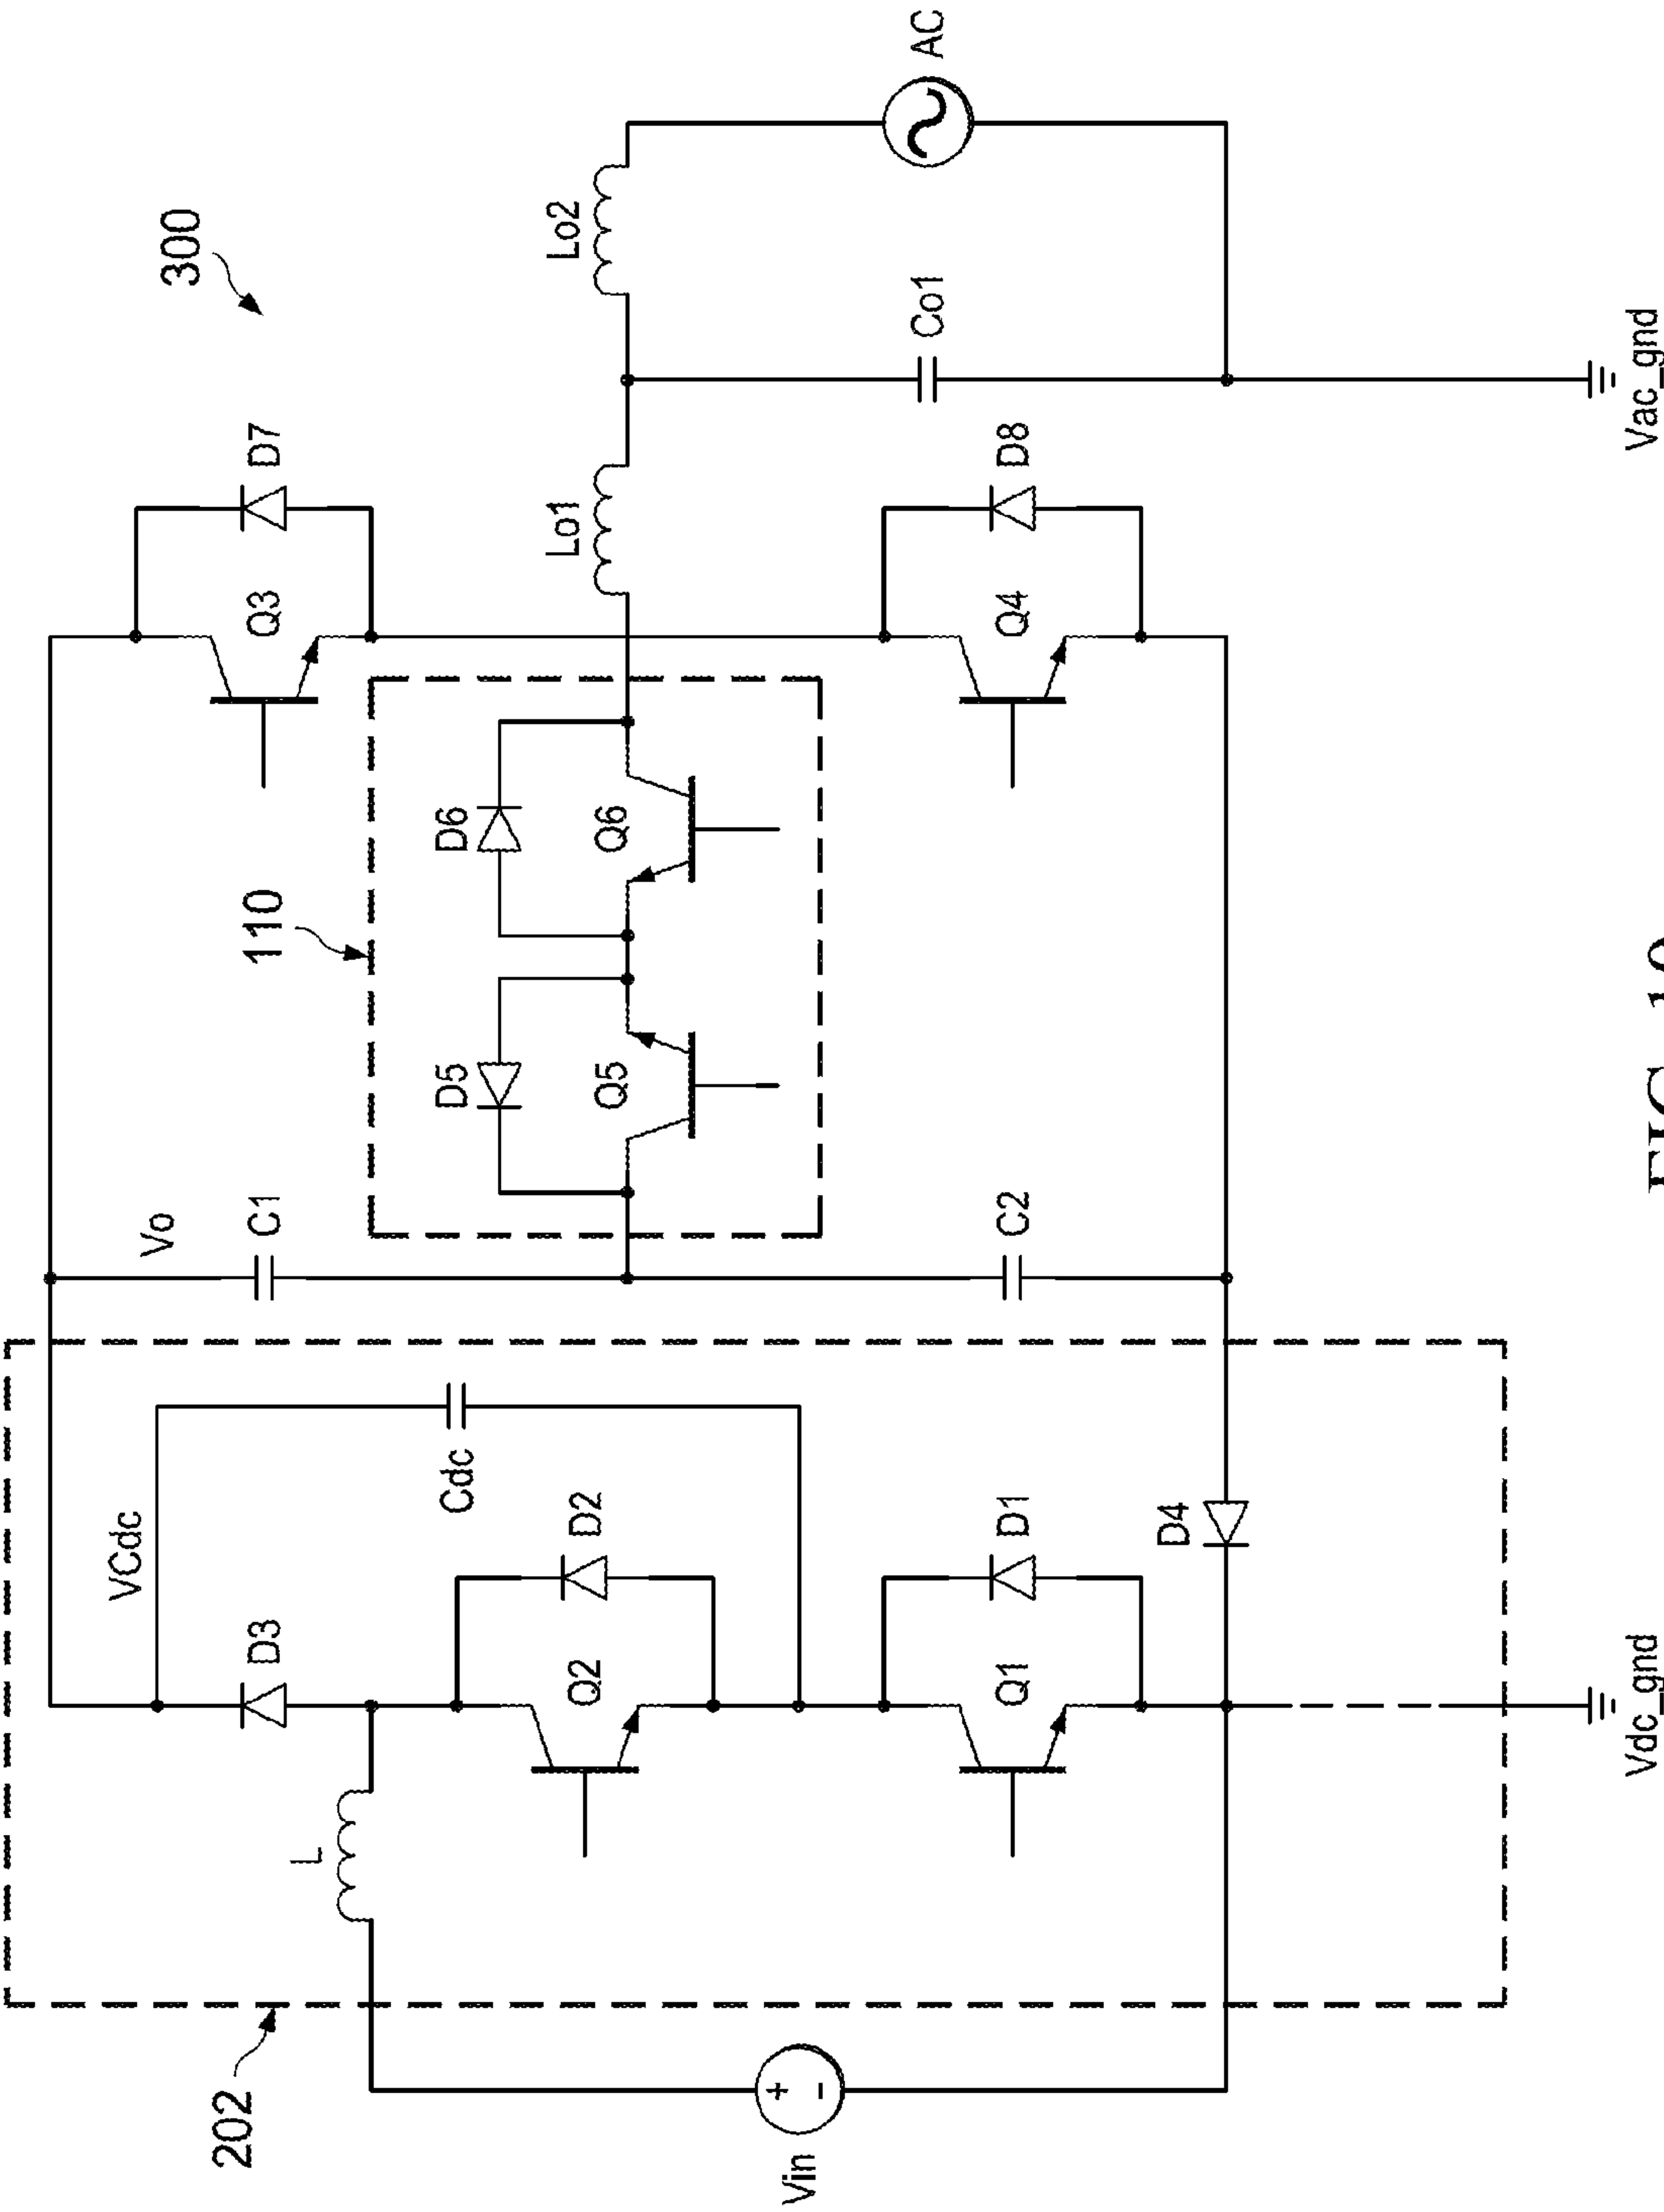 VCdc
Vo
300
202
D3
C1
110
Q3
D7
L
Cdc
D5
D6
Lo1
Lo2
Q2
D2
Q5
Q6
+
Vin
-
Co1
AC
Q1
D1
C2
Q4
D8
D4
Vdc_gnd
Vac_gnd